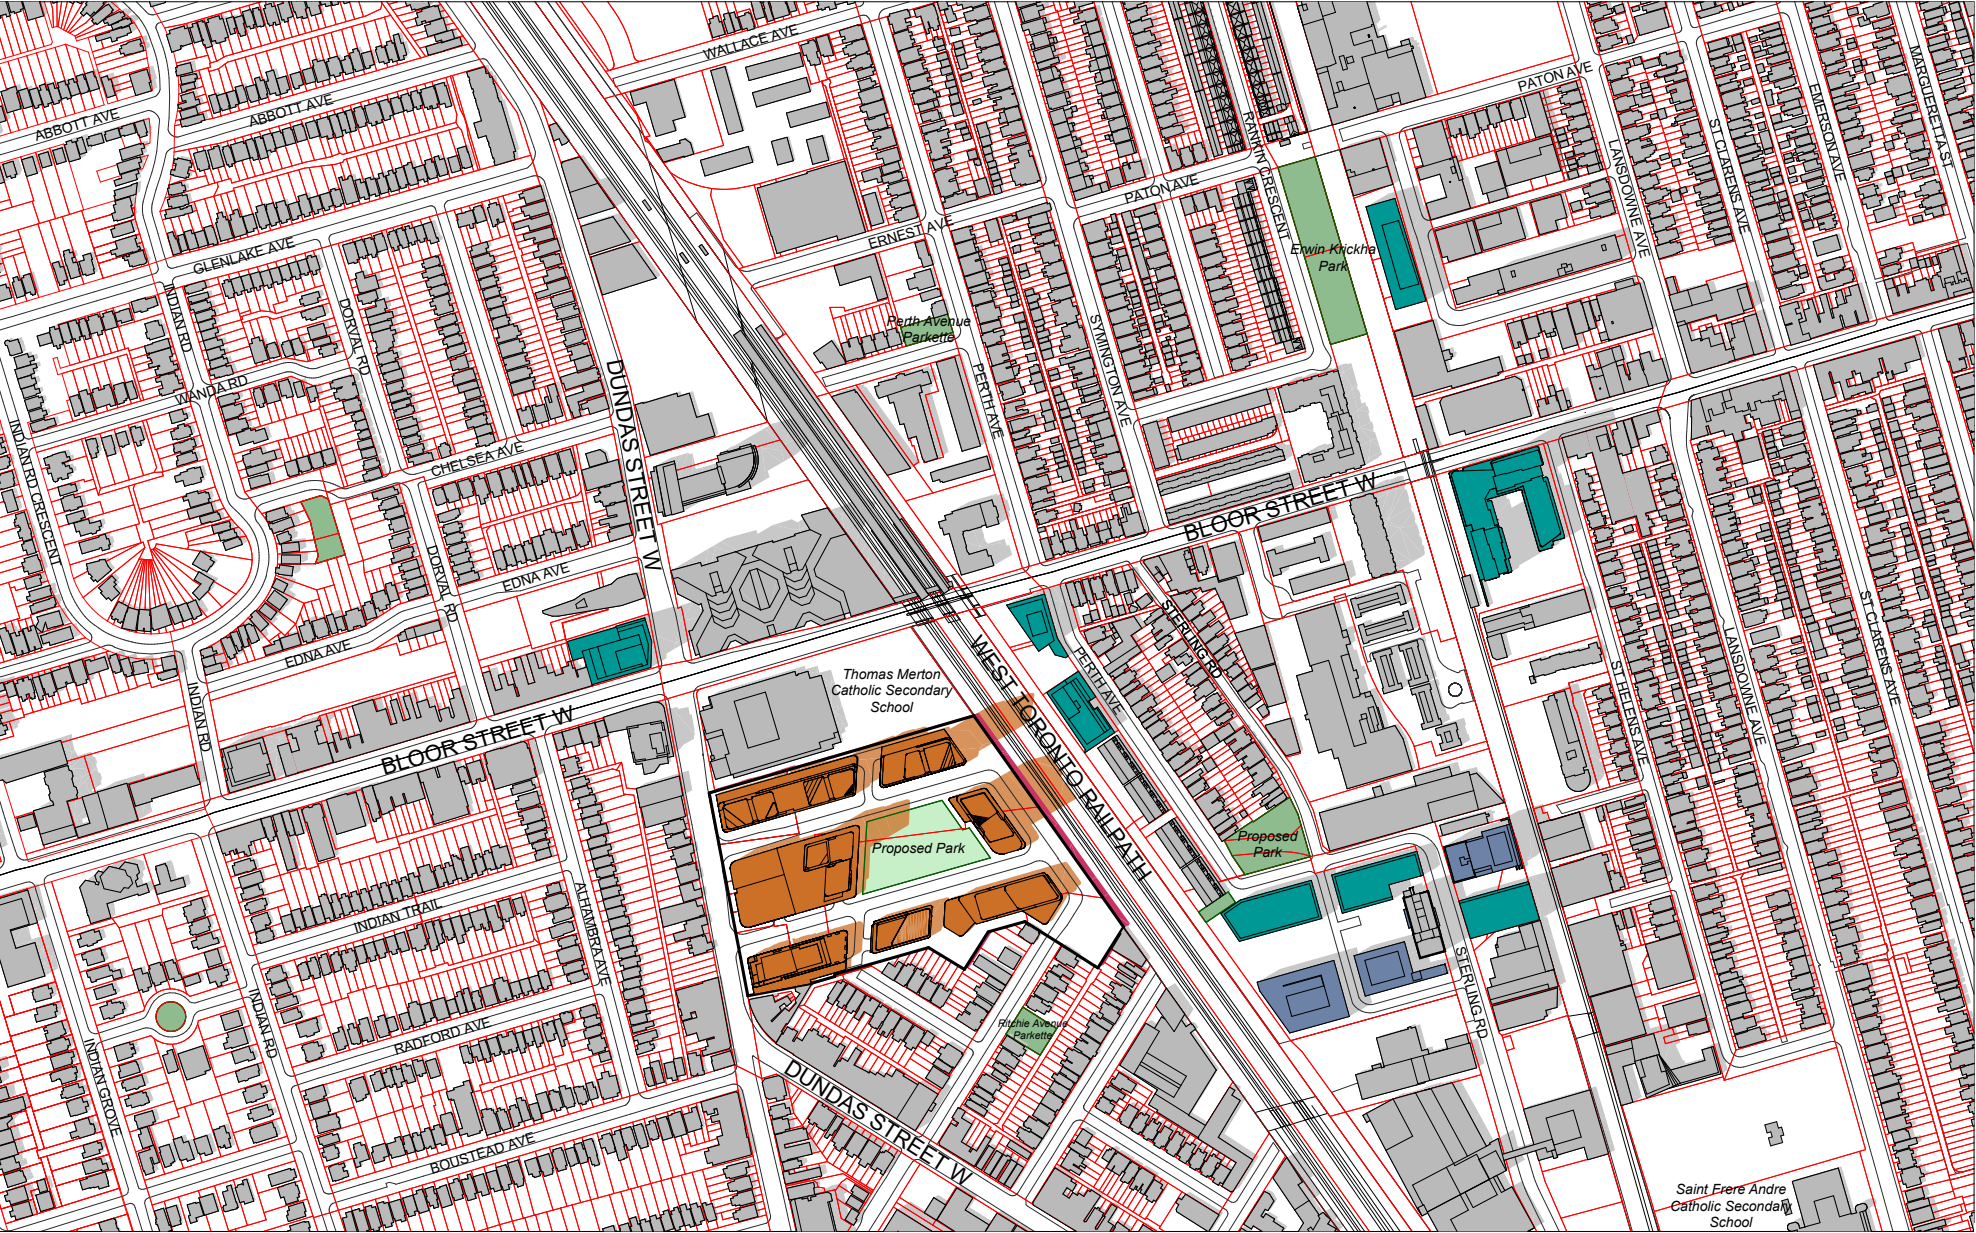 WALLACE AVE
PATON AVE
MARGUERETTA ST
EMERSON AVE
ABBOTT AVE
ABBOTT AVE
RANKIN CRESCENT
ST CLARENS AVE
LANSDOWNE AVE
PATON AVE
ERNEST AVE
GLENLAKE AVE
Erwin Krickha
Park
INDIAN RD
DORVAL RD
Perth Avenue
Parkette
SYMINGTON AVE
PERTH AVE
WANDA RD
DUNDAS STREET W
INDIAN RD CRESCENT
CHELSEA AVE
BLOOR STREET W
DORVAL RD
EDNA AVE
EDNA AVE
STERLING RD
ST CLARENS AVE
LANSDOWNE AVE
ST HELENS AVE
PERTH AVE
WEST TORONTO RAILPATH
Thomas Merton
Catholic Secondary
School
INDIAN RD
BLOOR STREET W
Proposed
Park
Proposed Park
ALHAMBRA AVE
INDIAN TRAIL
STERLING RD
INDIAN RD
RADFORD AVE
Ritchie Avenue
Parkette
INDIAN GROVE
DUNDAS STREET W
BOUSTEAD AVE
Saint Frere Andre
Catholic Secondary
School